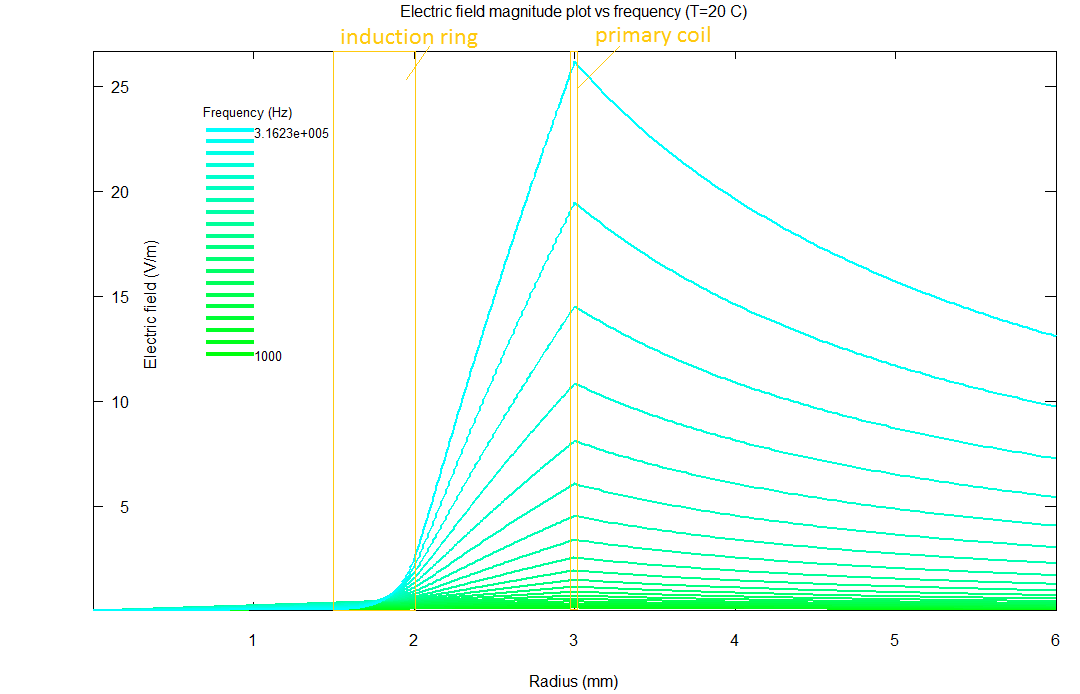 Electric field magnitude plot vs frequency (T=20 C)
induction ring
primary coil
25
Frequency (Hz)
3.1623e+005
20
Electric field (V/m)
15
1000
10
5
1 2 3 4 5 6
Radius (mm)